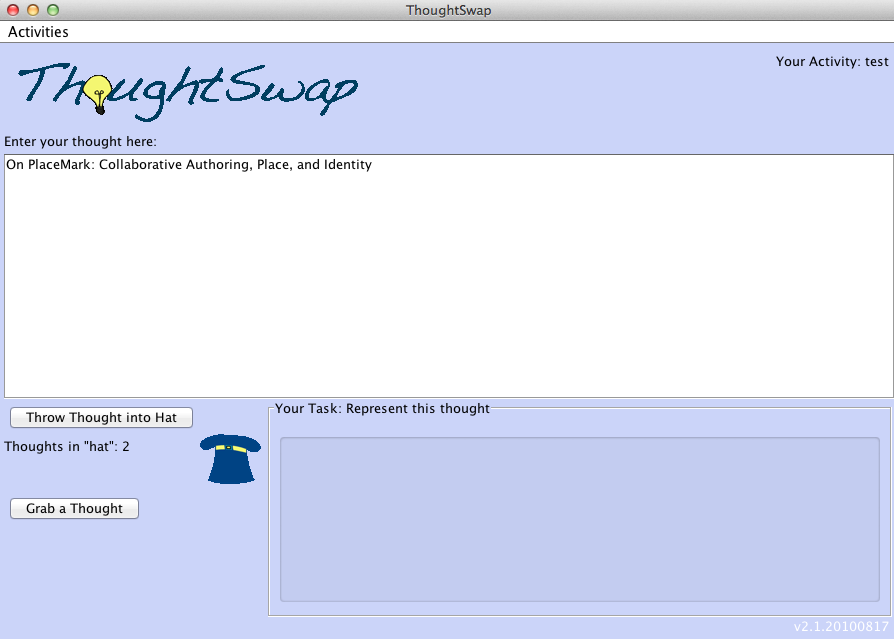 ThoughtSwap
Activities
ThoughtSwap
Your Activity: test
Enter your thought here:
On PlaceMark: Collaborative Authoring, Place, and Identity
Throw Thought into Hat
Your Task: Represent this thought
Thoughts in "hat": 2
Grab a Thought
v2.1.20100817